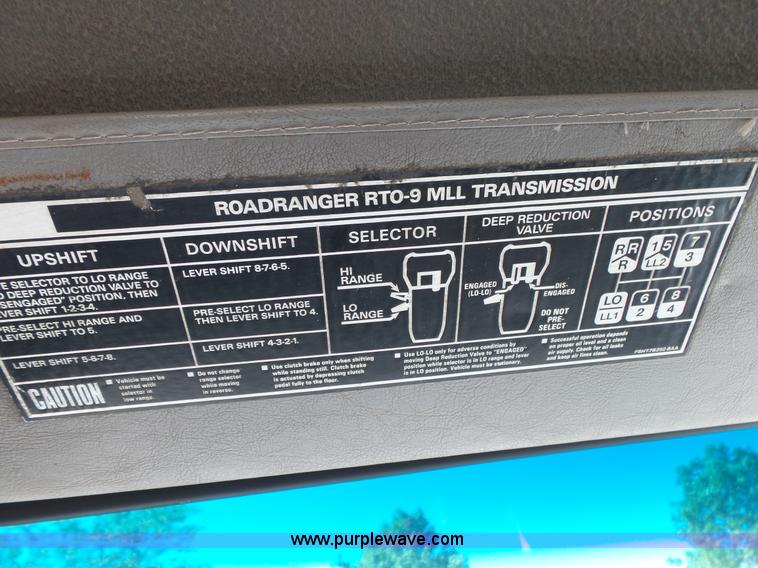 ROADRANGER RTO-9 MLL TRANSMISSION
UPSHIFT
SELECTOR TO LO RANGE
DEEP REDUCTION VALVE TO
"DISENGAGED" POSITION, THEN
LEVER SHIFT 1-2-3-4.
PRE-SELECT HI RANGE AND
LEVER SHIFT TO 5.
LEVER SHIFT 5-6-7-8.
DOWNSHIFT
LEVER SHIFT 8-7-6-5.
PRE-SELECT LO RANGE
THEN LEVER SHIFT TO 4.
LEVER SHIFT 4-3-2-1.
SELECTOR
HI
RANGE
LO
RANGE
DEEP REDUCTION
VALVE
ENGAGED
(LO-LO)
DIS-
ENGAGED
DO NOT
PRE-
SELECT
POSITIONS
R R 1 5 7
R LL2 3
LO 6 8
LL1 2 4
CAUTION
■ Vehicle must be
started with
selector in
low range.
■ Do not change
range selector
while moving
in reverse.
■ Use clutch brake only when shifting
while standing still. Clutch brake
is actuated by depressing clutch
pedal fully to the floor.
■ Use LO-LO only for adverse conditions by
moving Deep Reduction Valve to "ENGAGED"
position while selector is in LO range and lever
is in LO position. Vehicle must be stationary.
■ Successful operation depends
on proper oil level and a clean
air supply. Check for oil leaks
and keep air lines clean.
www.purplewave.com